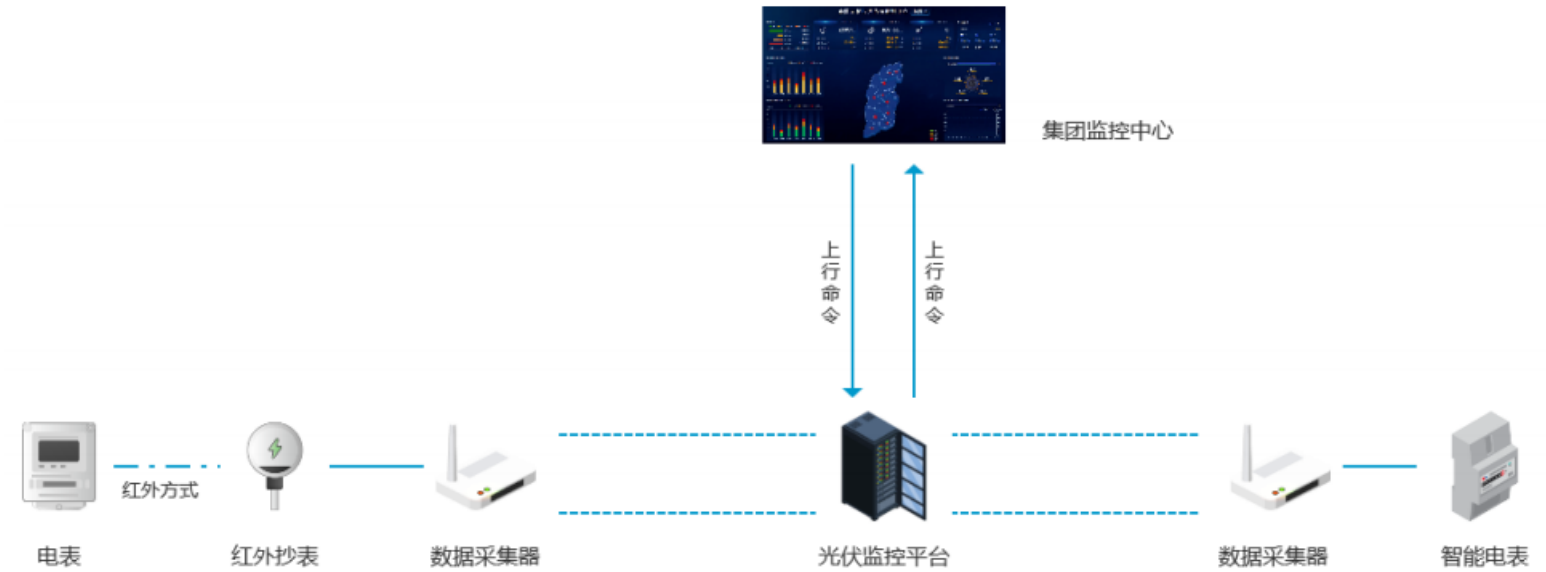 集团监控中心
上行命令
上行命令
红外方式
电表
红外抄表
数据采集器
光伏监控平台
数据采集器
智能电表